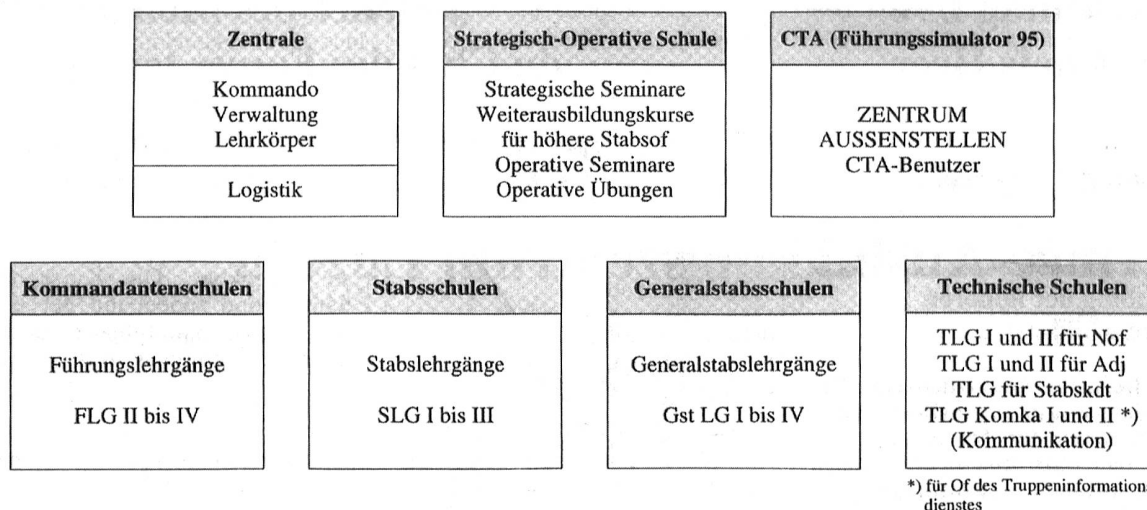 Zentrale
Kommando
Verwaltung
Lehrkörper
Logistik
Strategisch-Operative Schule
Strategische Seminare
Weiterausbildungskurse
für höhere Stabsof
Operative Seminare
Operative Übungen
CTA (Führungssimulator 95)
ZENTRUM
AUSSENSTELLEN
CTA-Benutzer
Kommandantenschulen
Führungslehrgänge
FLG II bis IV
Stabsschulen
Stabslehrgänge
SLG I bis III
Generalstabsschulen
Generalstabslehrgänge
Gst LG I bis IV
Technische Schulen
TLG I und II für Nof
TLG I und II für Adj
TLG für Stabskdt
TLG Komka I und II *)
(Kommunikation)
*) für Of des Truppeninformation
dienstes